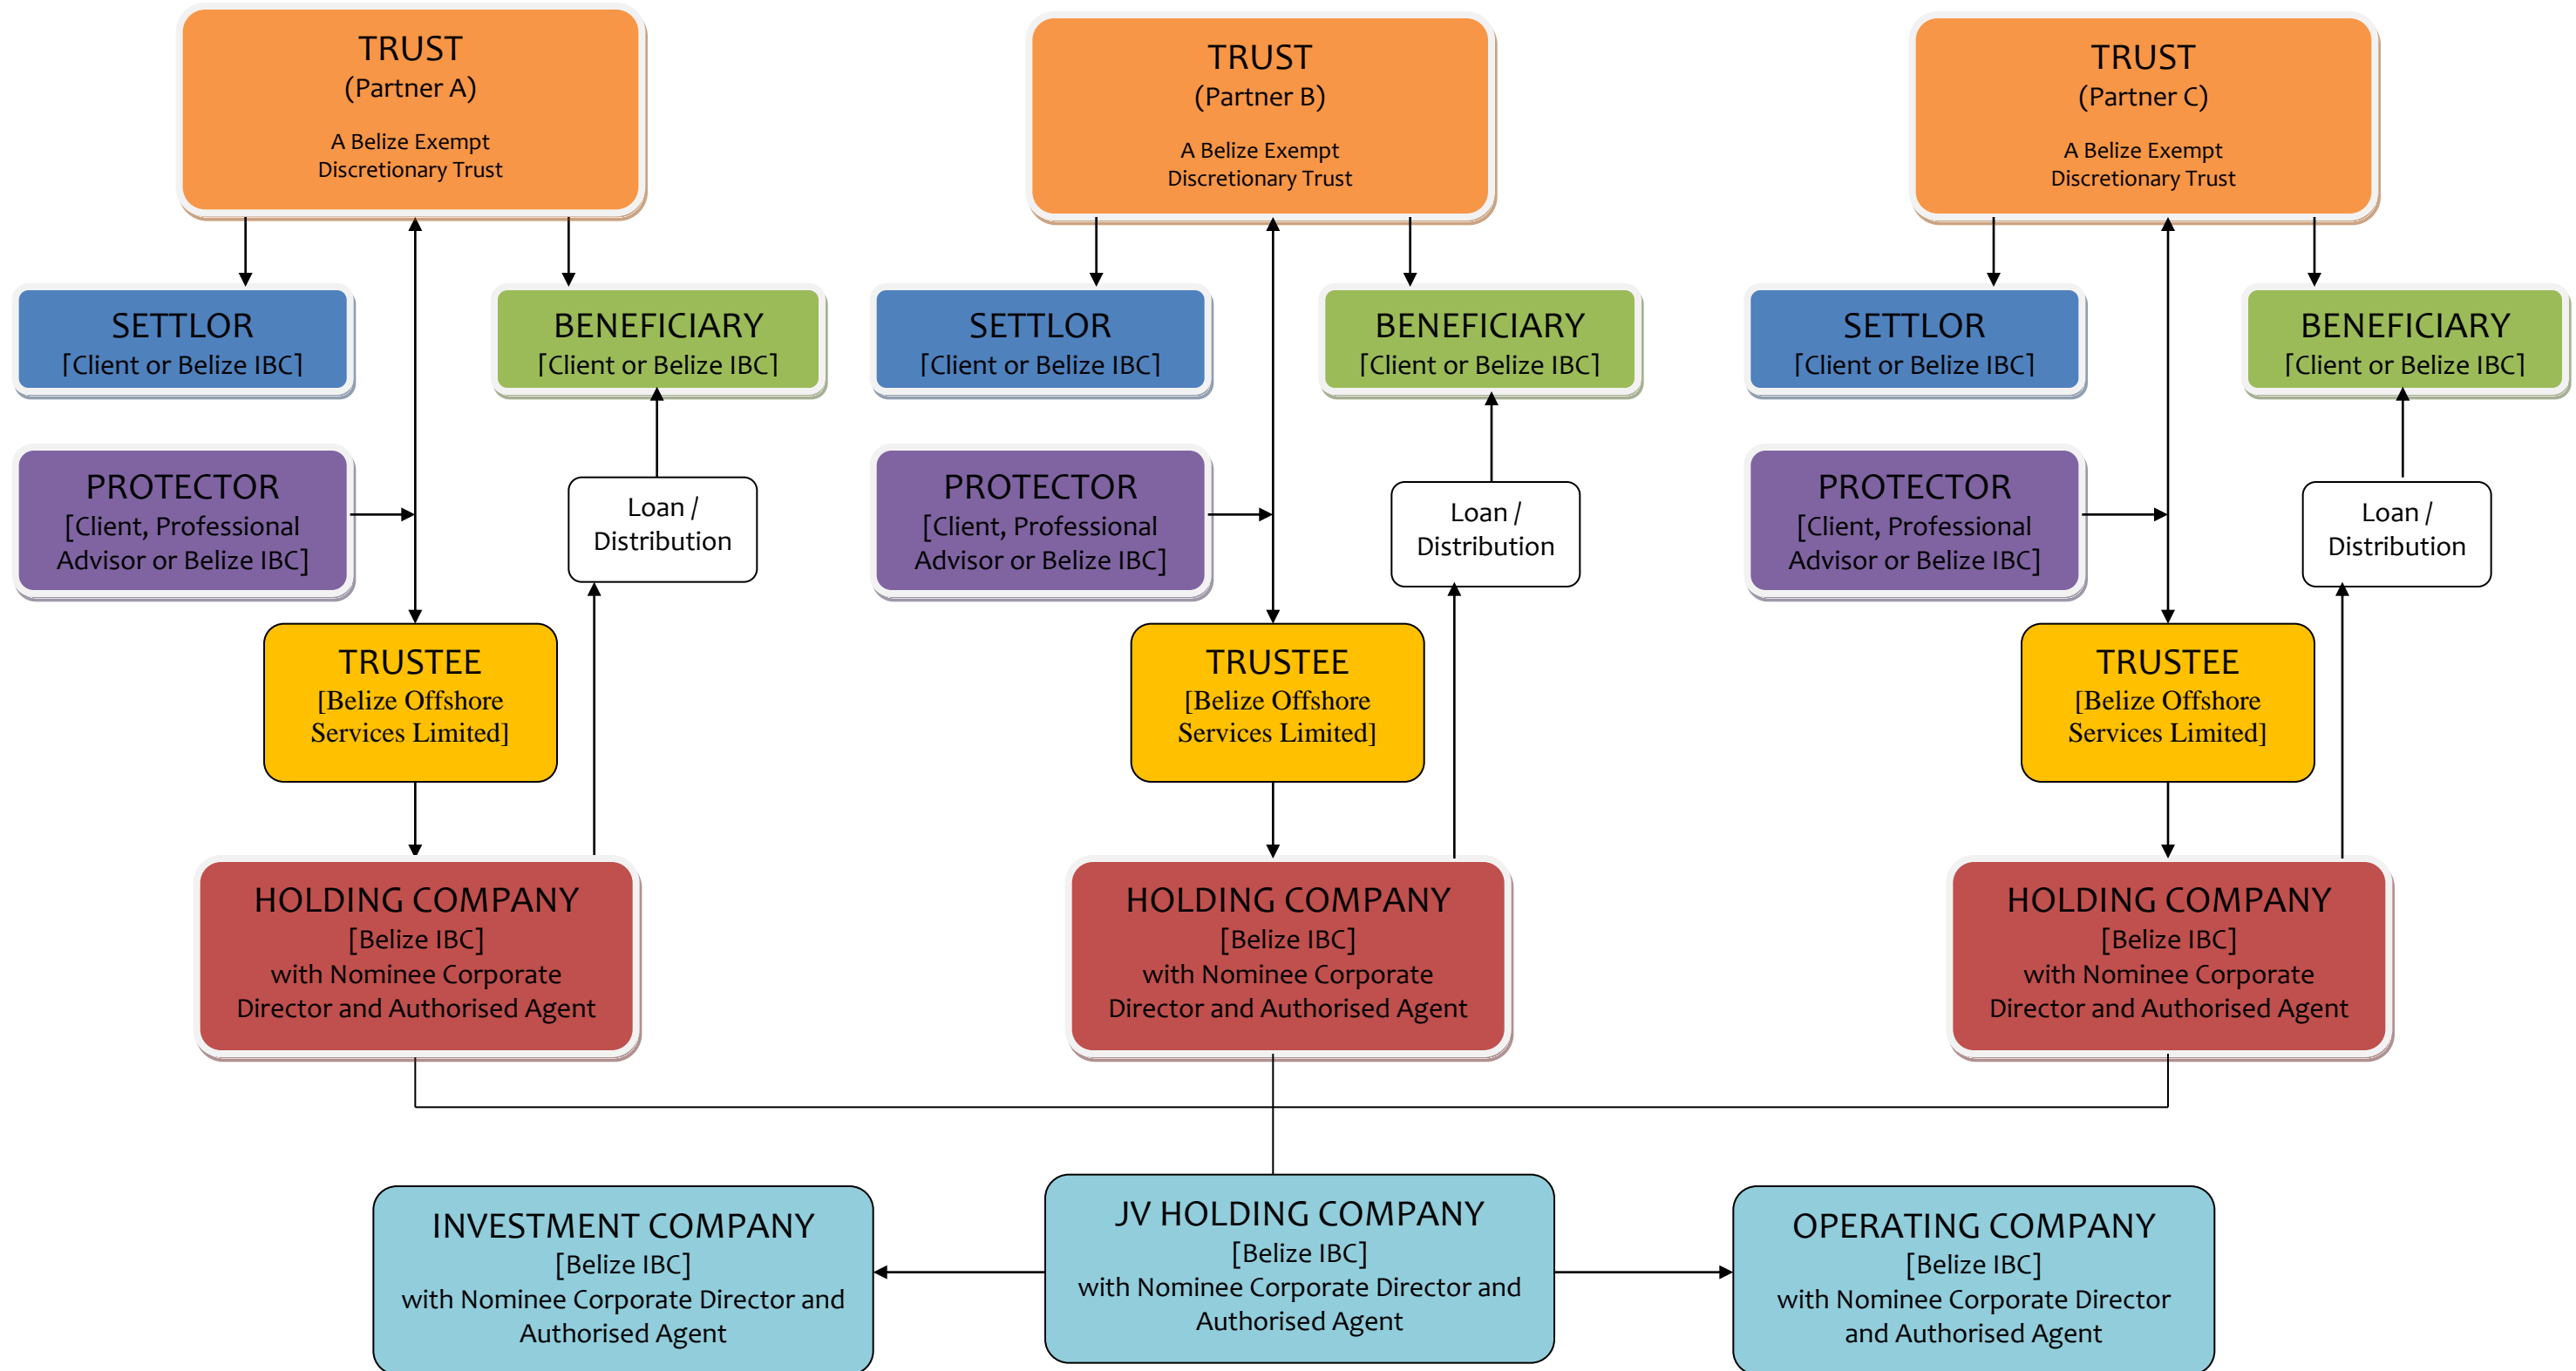 TRUST
(Partner A)
A Belize Exempt
Discretionary Trust
TRUST
(Partner B)
A Belize Exempt
Discretionary Trust
TRUST
(Partner C)
A Belize Exempt
Discretionary Trust
SETTLOR
[Client or Belize IBC]
BENEFICIARY
[Client or Belize IBC]
SETTLOR
[Client or Belize IBC]
BENEFICIARY
[Client or Belize IBC]
SETTLOR
[Client or Belize IBC]
BENEFICIARY
[Client or Belize IBC]
PROTECTOR
[Client, Professional
Advisor or Belize IBC]
Loan /
Distribution
PROTECTOR
[Client, Professional
Advisor or Belize IBC]
Loan /
Distribution
PROTECTOR
[Client, Professional
Advisor or Belize IBC]
Loan /
Distribution
TRUSTEE
[Belize Offshore
Services Limited]
TRUSTEE
[Belize Offshore
Services Limited]
TRUSTEE
[Belize Offshore
Services Limited]
HOLDING COMPANY
[Belize IBC]
with Nominee Corporate
Director and Authorised Agent
HOLDING COMPANY
[Belize IBC]
with Nominee Corporate
Director and Authorised Agent
HOLDING COMPANY
[Belize IBC]
with Nominee Corporate
Director and Authorised Agent
INVESTMENT COMPANY
[Belize IBC]
with Nominee Corporate Director and
Authorised Agent
JV HOLDING COMPANY
[Belize IBC]
with Nominee Corporate Director and
Authorised Agent
OPERATING COMPANY
[Belize IBC]
with Nominee Corporate Director
and Authorised Agent